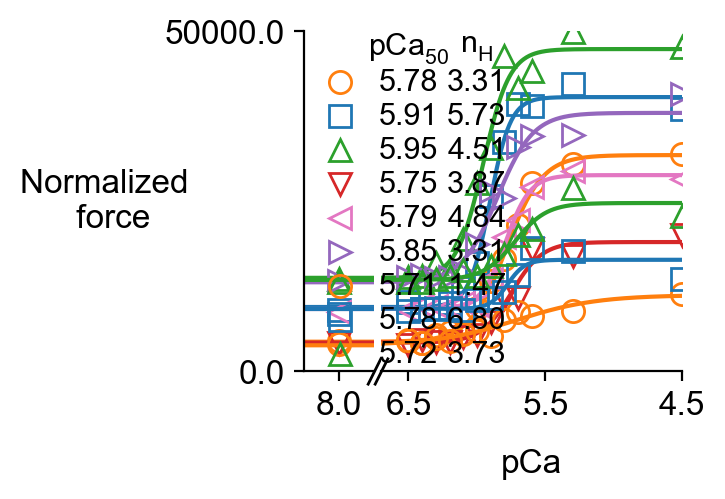 50000.0
pCa50 nH
5.78 3.31
5.91 5.73
5.95 4.51
5.75 3.87
Normalized
force
5.79 4.84
5.85 3.31
5.71 1.47
5.78 6.80
5.72 3.73
0.0
8.0 6.5 5.5 4.5
pCa